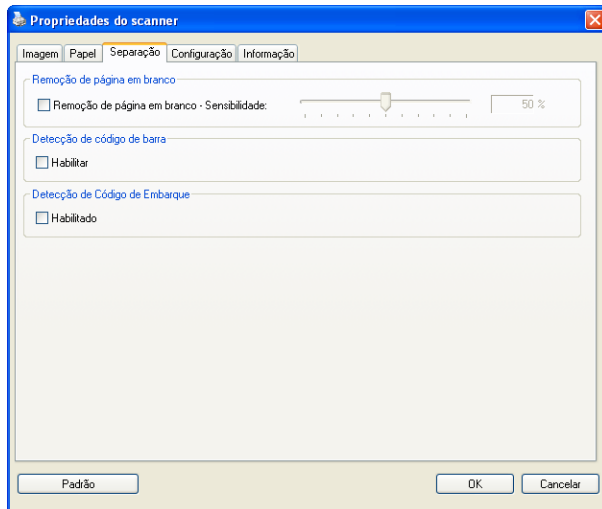 Propriedades do scanner
Imagem Papel Separação Configuração Informação
Remoção de página em branco
Remoção de página em branco - Sensibilidade: 50 %
Detecção de código de barra
Habilitar
Detecção de Código de Embarque
Habilitado
Padrão OK Cancelar